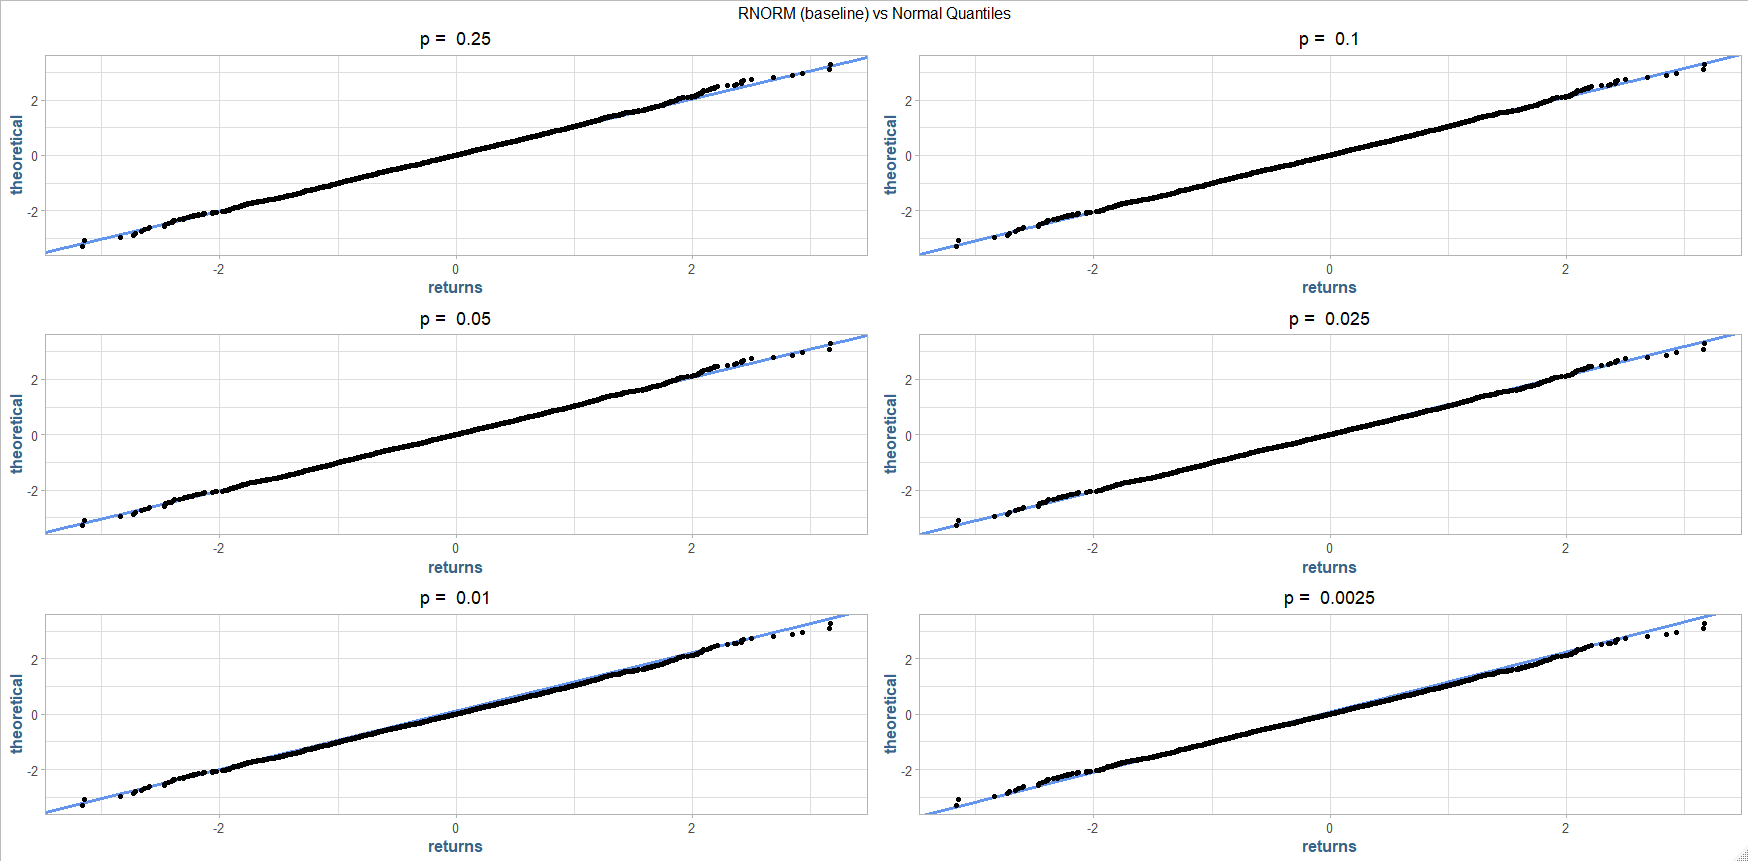 RNORM (baseline) vs Normal Quantiles
p = 0.25
theoretical
2
0
-2
-2 0 2
returns
p = 0.1
theoretical
2
0
-2
-2 0 2
returns
p = 0.05
theoretical
2
0
-2
-2 0 2
returns
p = 0.025
theoretical
2
0
-2
-2 0 2
returns
p = 0.01
theoretical
2
0
-2
-2 0 2
returns
p = 0.0025
theoretical
2
0
-2
-2 0 2
returns